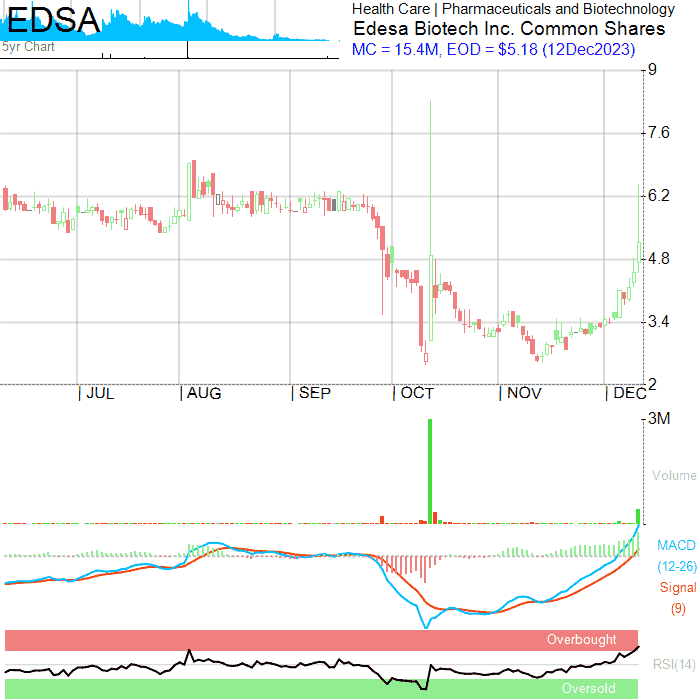 EDSA
5yr Chart
Health Care | Pharmaceuticals and Biotechnology
Edesa Biotech Inc. Common Shares
MC = 15.4M, EOD = $5.18 (12Dec2023)
9
7.6
6.2
4.8
3.4
2
| JUL | AUG | SEP | OCT | NOV | DEC
3M
Volume
MACD
(12-26)
Signal
(9)
Overbought
RSI(14)
Oversold